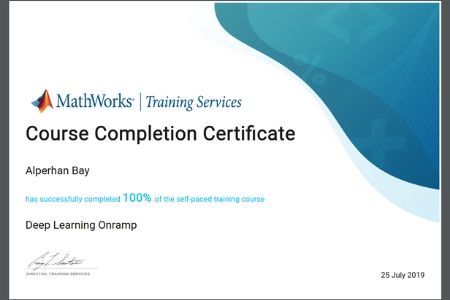 MathWorks® | Training Services
Course Completion Certificate
Alperhan Bay
has successfully completed 100% of the self-paced training course
Deep Learning Onramp
DIRECTOR, TRAINING SERVICES
25 July 2019